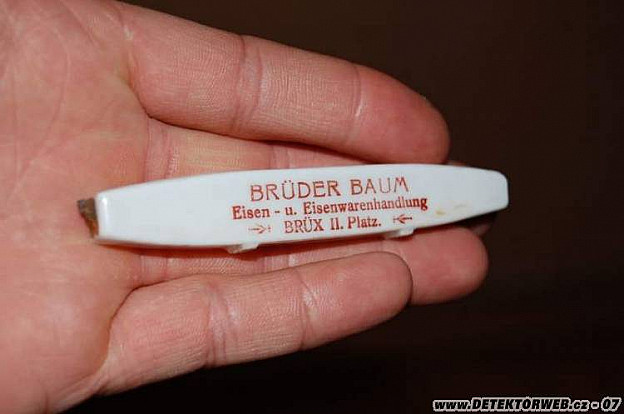 BRÜDER BAUM
Eisen - u. Eisenwarenhandlung
BRÜX II. Platz.
www.DETEKTORWEB.cz - 07